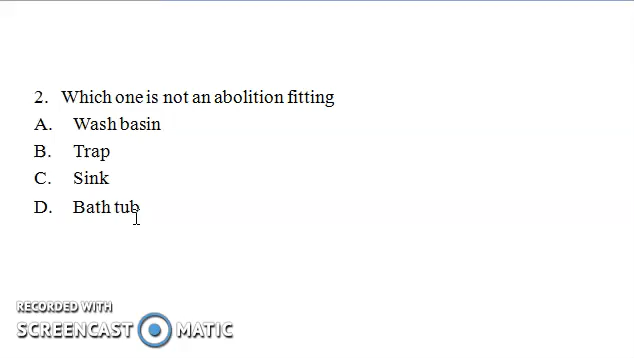 2. Which one is not an abolition fitting
A. Wash basin
B. Trap
C. Sink
D. Bath tub
RECORDED WITH
SCREENCAST MATIC